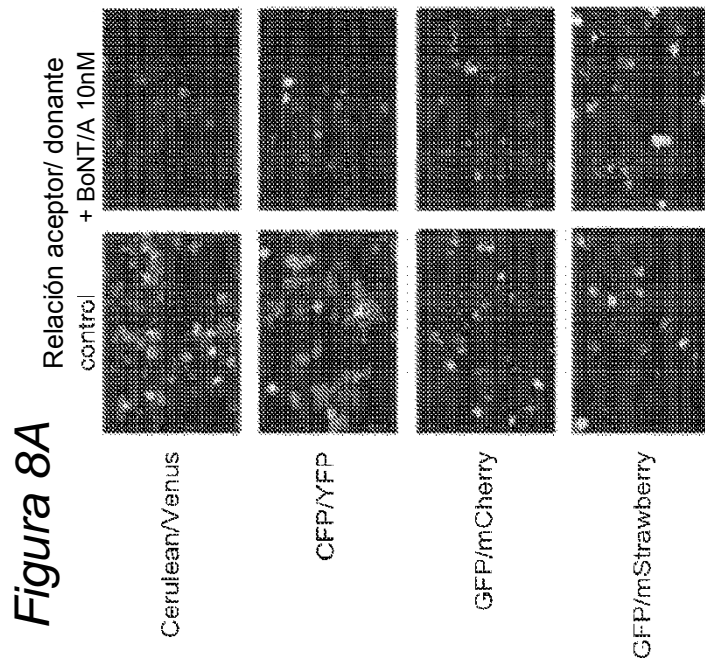 Figura 8A
Relación aceptor/ donante
control
+ BoNT/A 10nM
Cerulean/Venus
CFP/YFP
GFP/mCherry
GFP/mStrawberry